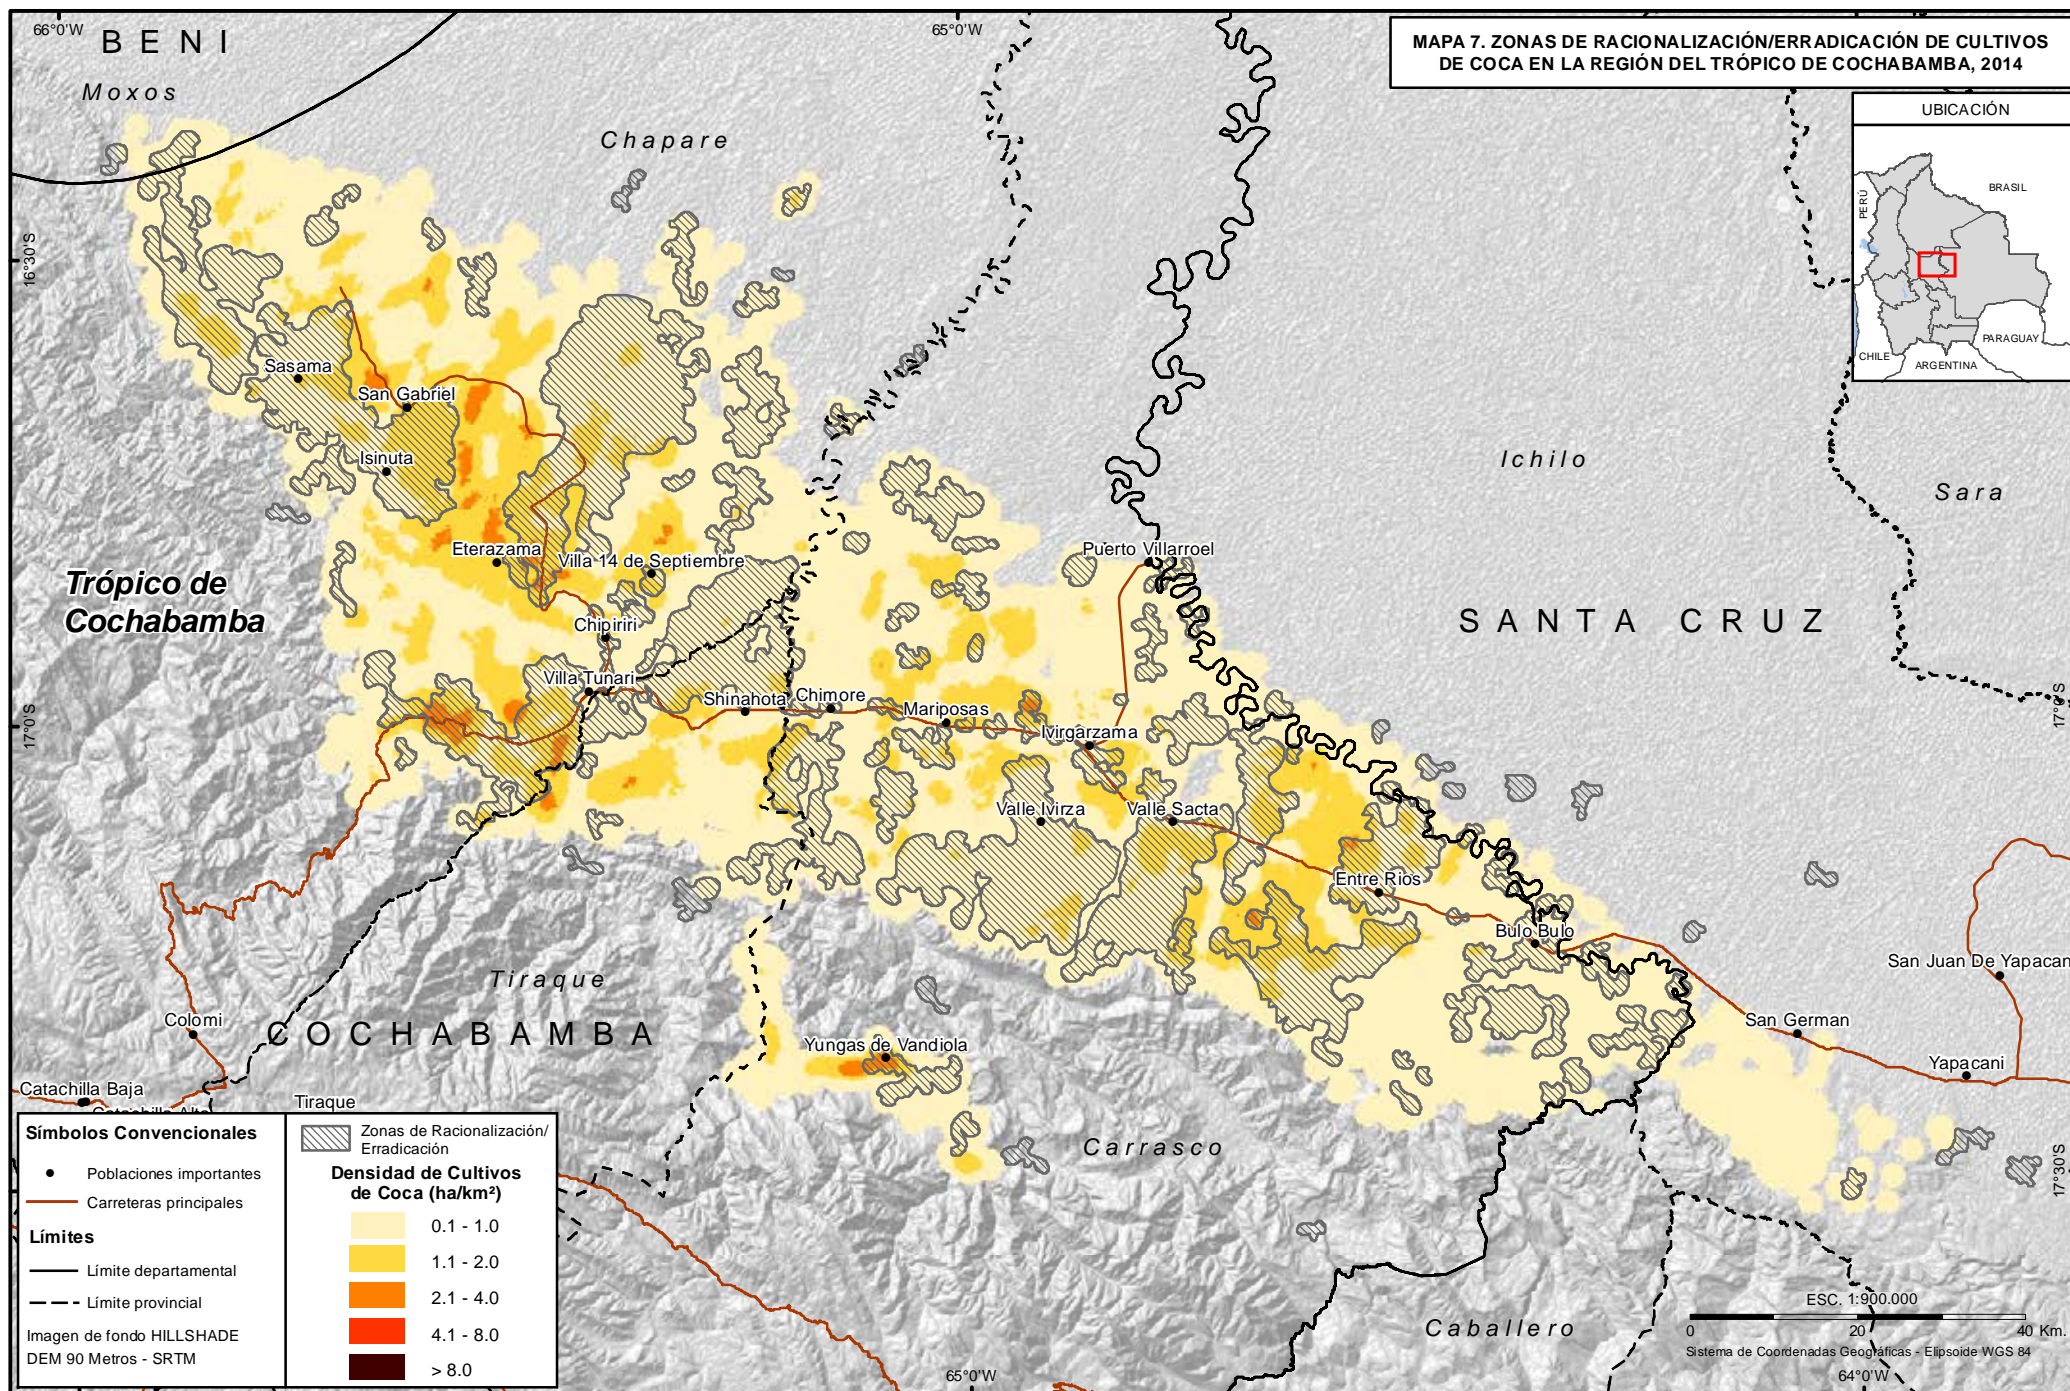 66°0'W
65°0'W
MAPA 7. ZONAS DE RACIONALIZACIÓN/ERRADICACIÓN DE CULTIVOS
DE COCA EN LA REGIÓN DEL TRÓPICO DE COCHABAMBA, 2014
BENI
Moxos
Chapare
UBICACIÓN
BRASIL
PERÚ
PARAGUAY
CHILE
ARGENTINA
16°30'S
Sasama
San Gabriel
Isinuta
Ichilo
Sara
Eterazama
Villa 14 de Septiembre
Puerto Villarroel
Trópico de
Cochabamba
SANTA CRUZ
Chipiriri
Villa Tunari
Shinahota
Chimore
Mariposas
Ivirgarzama
17°0'S
17°0'S
Valle Ivirza
Valle Sacta
Entre Rios
Bulo Bulo
San Juan De Yapacan
Tiraque
Colomi
COCHABAMBA
San German
Yungas de Vandiola
Yapacani
Catachilla Baja
Catachilla Alta
Tiraque
Carrasco
17°30'S
Símbolos Convencionales
Poblaciones importantes
Carreteras principales
Límites
Límite departamental
Límite provincial
Imagen de fondo HILLSHADE
DEM 90 Metros - SRTM
Zonas de Racionalización/
Erradicación
Densidad de Cultivos
de Coca (ha/km²)
0.1 - 1.0
1.1 - 2.0
2.1 - 4.0
4.1 - 8.0
> 8.0
Caballero
ESC. 1:900.000
0 20 40 Km.
Sistema de Coordenadas Geográficas - Elipsoide WGS 84
65°0'W
64°0'W